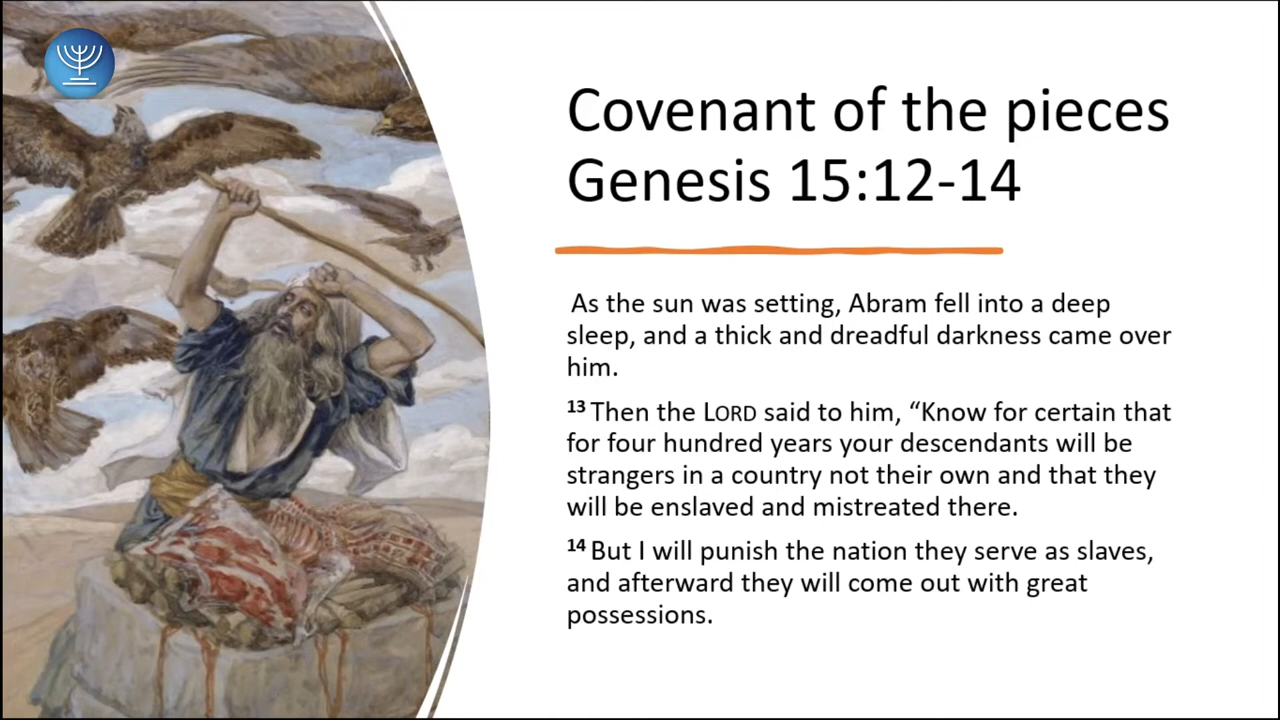 Covenant of the pieces
Genesis 15:12-14
As the sun was setting, Abram fell into a deep
sleep, and a thick and dreadful darkness came over
him.
13 Then the LORD said to him, “Know for certain that
for four hundred years your descendants will be
strangers in a country not their own and that they
will be enslaved and mistreated there.
14 But I will punish the nation they serve as slaves,
and afterward they will come out with great
possessions.